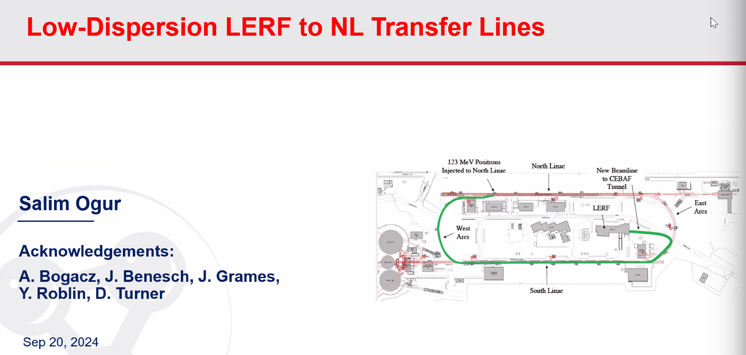 Low-Dispersion LERF to NL Transfer Lines
Salim Ogur
Acknowledgements:
A. Bogacz, J. Benesch, J. Grames,
Y. Roblin, D. Turner
Sep 20, 2024
123 MeV Positrons
Injected to North Linac
North Linac
New Beamline
to CEBAF
Tunnel
LERF
East
Arcs
West
Arcs
South Linac